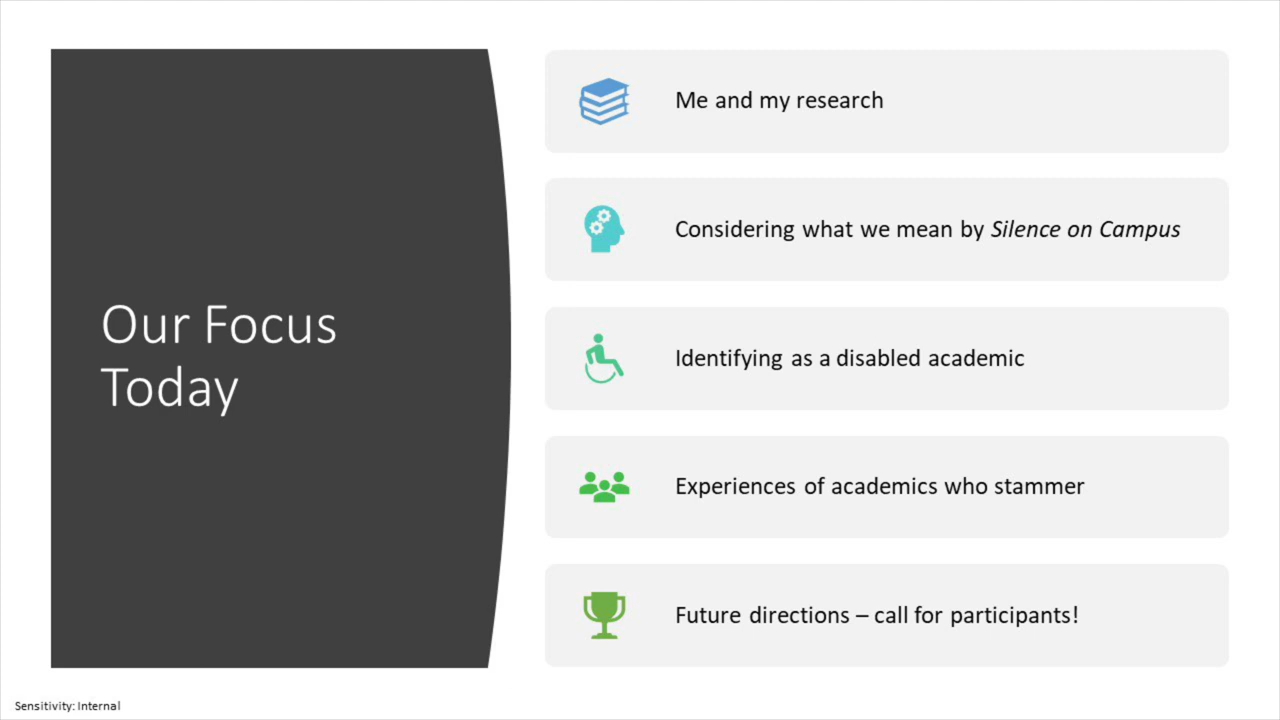 Our Focus
Today
Me and my research
Considering what we mean by Silence on Campus
Identifying as a disabled academic
Experiences of academics who stammer
Future directions – call for participants!
Sensitivity: Internal